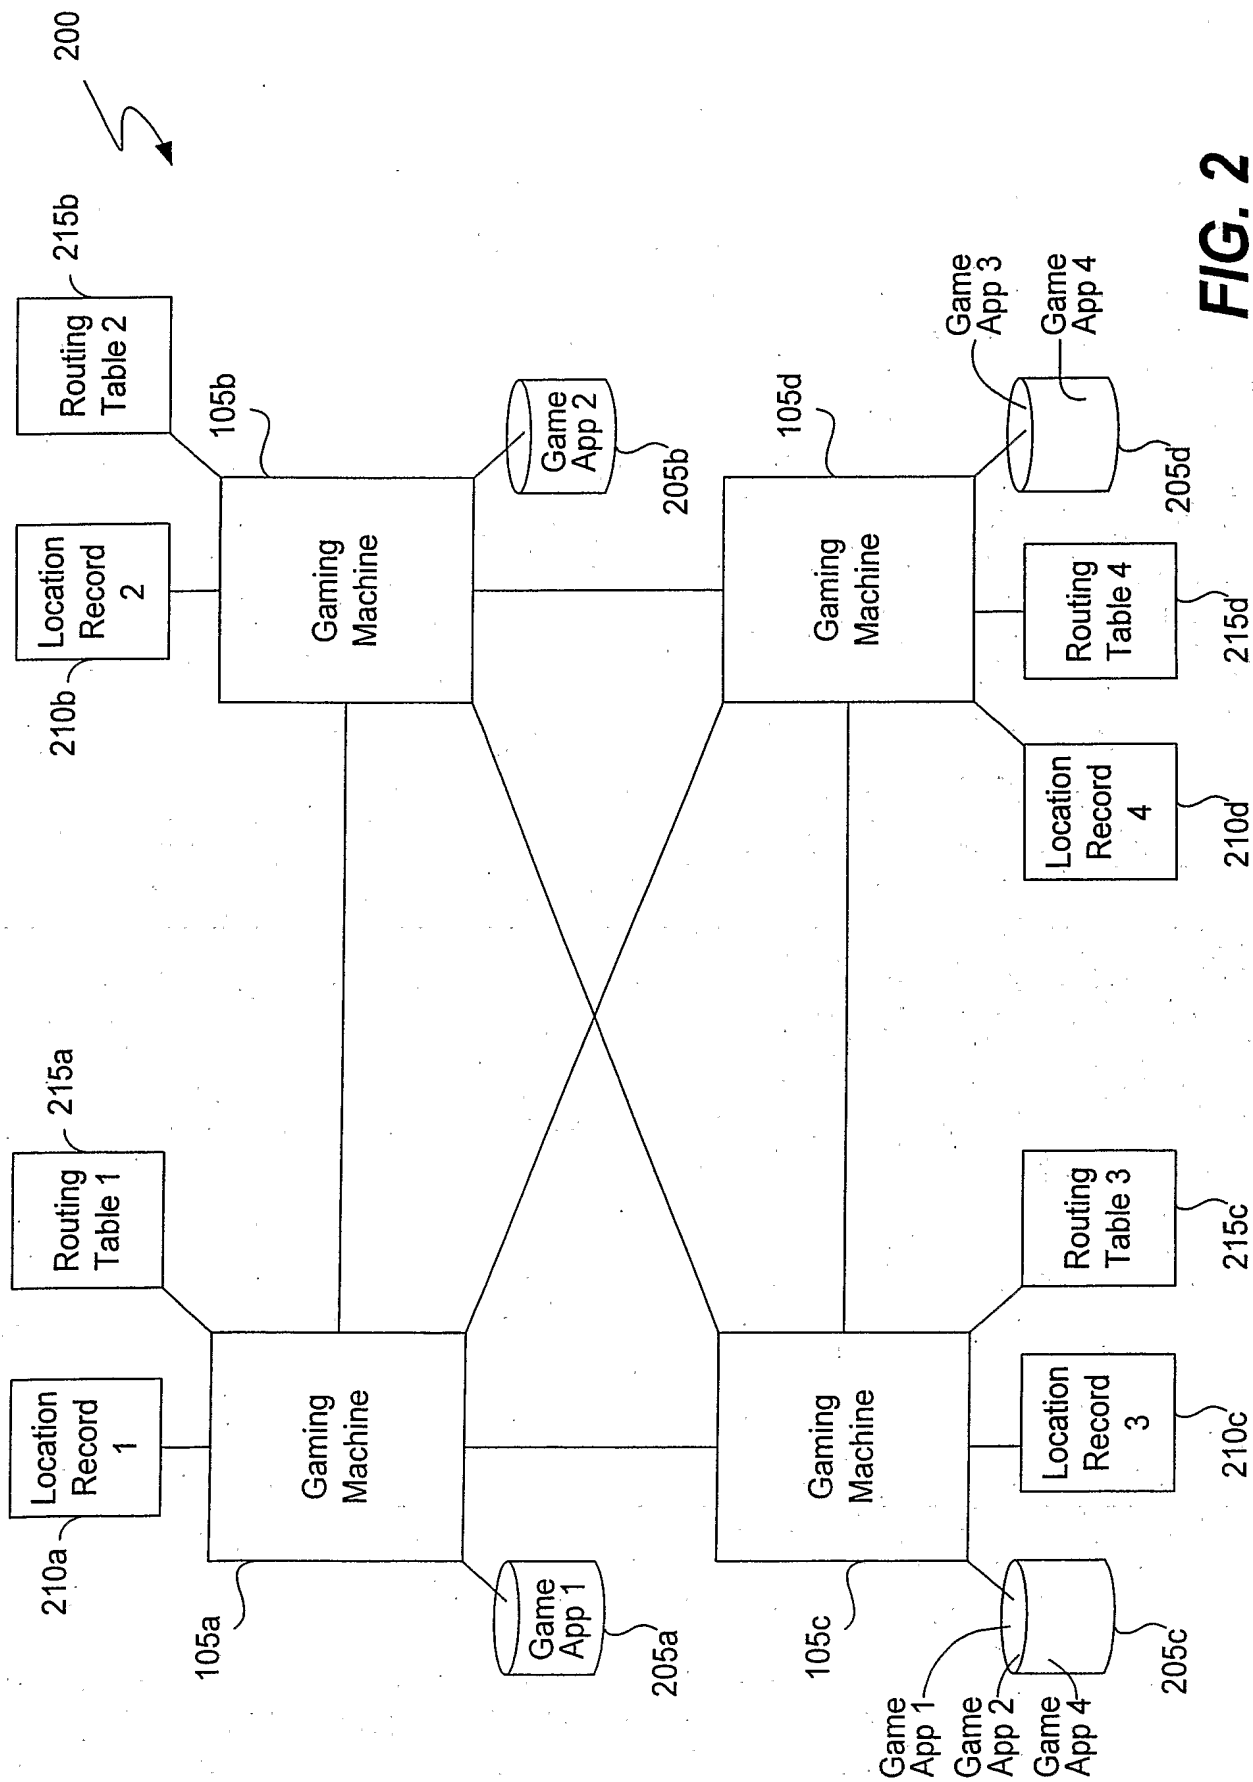 200
215a
215b
Location
Record
1
Routing
Table 1
Location
Record
2
Routing
Table 2
210a
210b
105a
105b
Gaming
Machine
Gaming
Machine
Game
App 1
205a
Game
App 2
205b
105c
105d
Gaming
Machine
Gaming
Machine
Game
App 1
Game
App 2
Game
App 4
205c
Location
Record
3
210c
Routing
Table 3
215c
Location
Record
4
210d
Routing
Table 4
215d
Game
App 3
Game
App 4
205d
FIG. 2